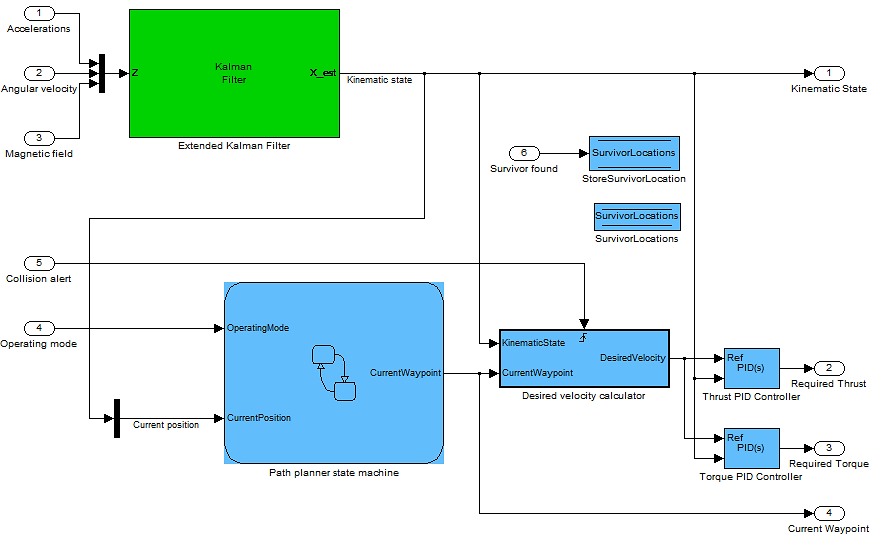 1
Accelerations
2
Angular velocity
3
Magnetic field
Z
Kalman
Filter
X_est
Extended Kalman Filter
Kinematic state
1
Kinematic State
6
Survivor found
SurvivorLocations
StoreSurvivorLocation
SurvivorLocations
SurvivorLocations
5
Collision alert
4
Operating mode
OperatingMode
CurrentWaypoint
CurrentPosition
Path planner state machine
Current position
KinematicState
DesiredVelocity
CurrentWaypoint
Desired velocity calculator
Ref
PID(s)
Thrust PID Controller
2
Required Thrust
Ref
PID(s)
Torque PID Controller
3
Required Torque
4
Current Waypoint